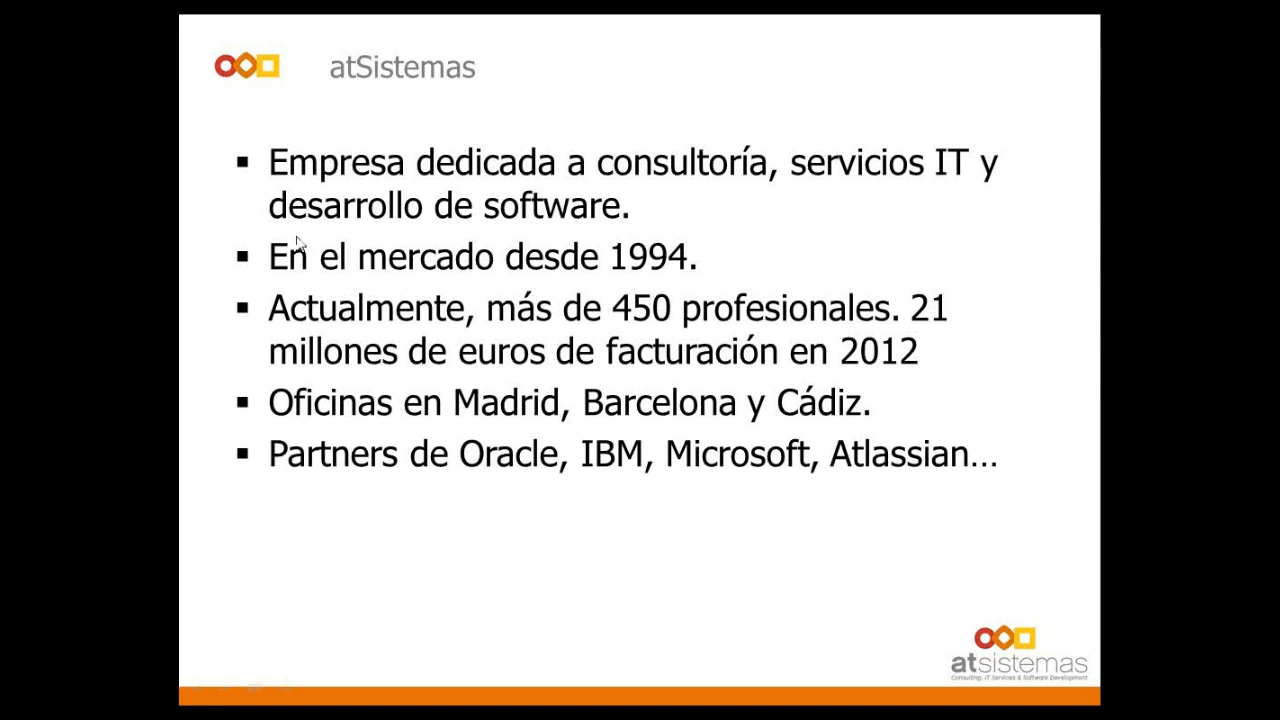 atSistemas
▪ Empresa dedicada a consultoría, servicios IT y
desarrollo de software.
▪ En el mercado desde 1994.
▪ Actualmente, más de 450 profesionales. 21
millones de euros de facturación en 2012
▪ Oficinas en Madrid, Barcelona y Cádiz.
▪ Partners de Oracle, IBM, Microsoft, Atlassian…
atsistemas
Consulting, IT Services & Software Development